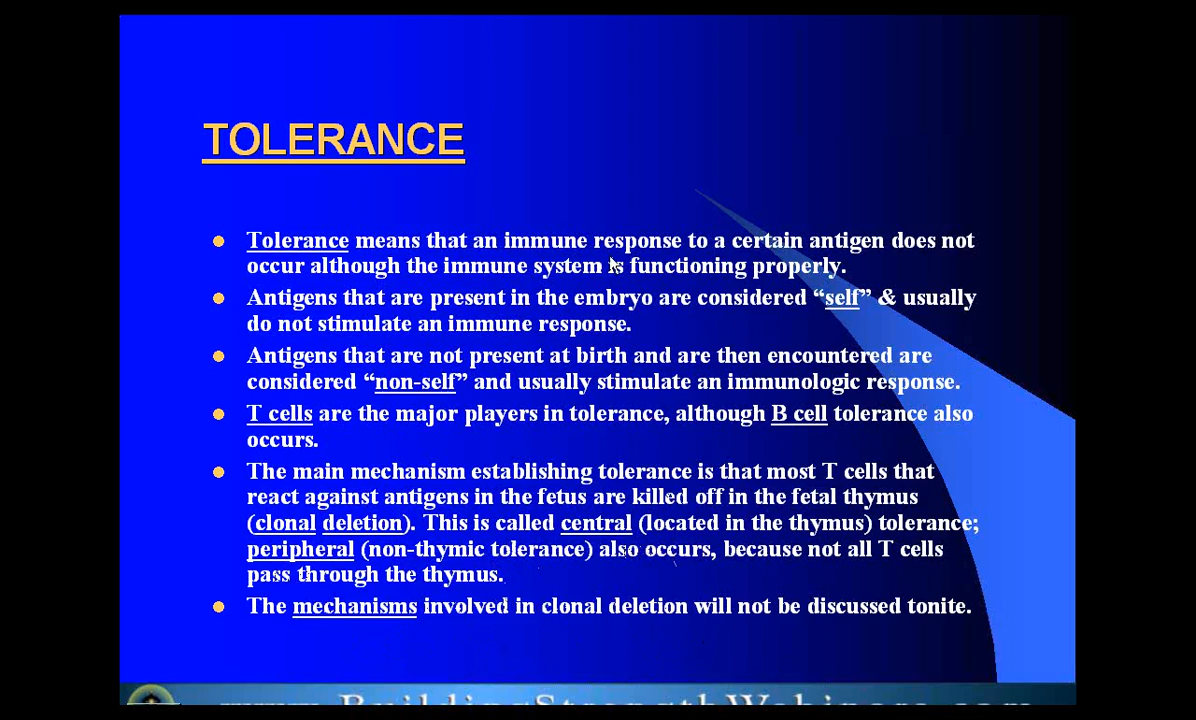 TOLERANCE
Tolerance means that an immune response to a certain antigen does not
occur although the immune system is functioning properly.
Antigens that are present in the embryo are considered “self” & usually
do not stimulate an immune response.
Antigens that are not present at birth and are then encountered are
considered “non-self” and usually stimulate an immunologic response.
T cells are the major players in tolerance, although B cell tolerance also
occurs.
The main mechanism establishing tolerance is that most T cells that
react against antigens in the fetus are killed off in the fetal thymus
(clonal deletion). This is called central (located in the thymus) tolerance;
peripheral (non-thymic tolerance) also occurs, because not all T cells
pass through the thymus.
The mechanisms involved in clonal deletion will not be discussed tonite.
www.BuildingStrengthWebinars.com